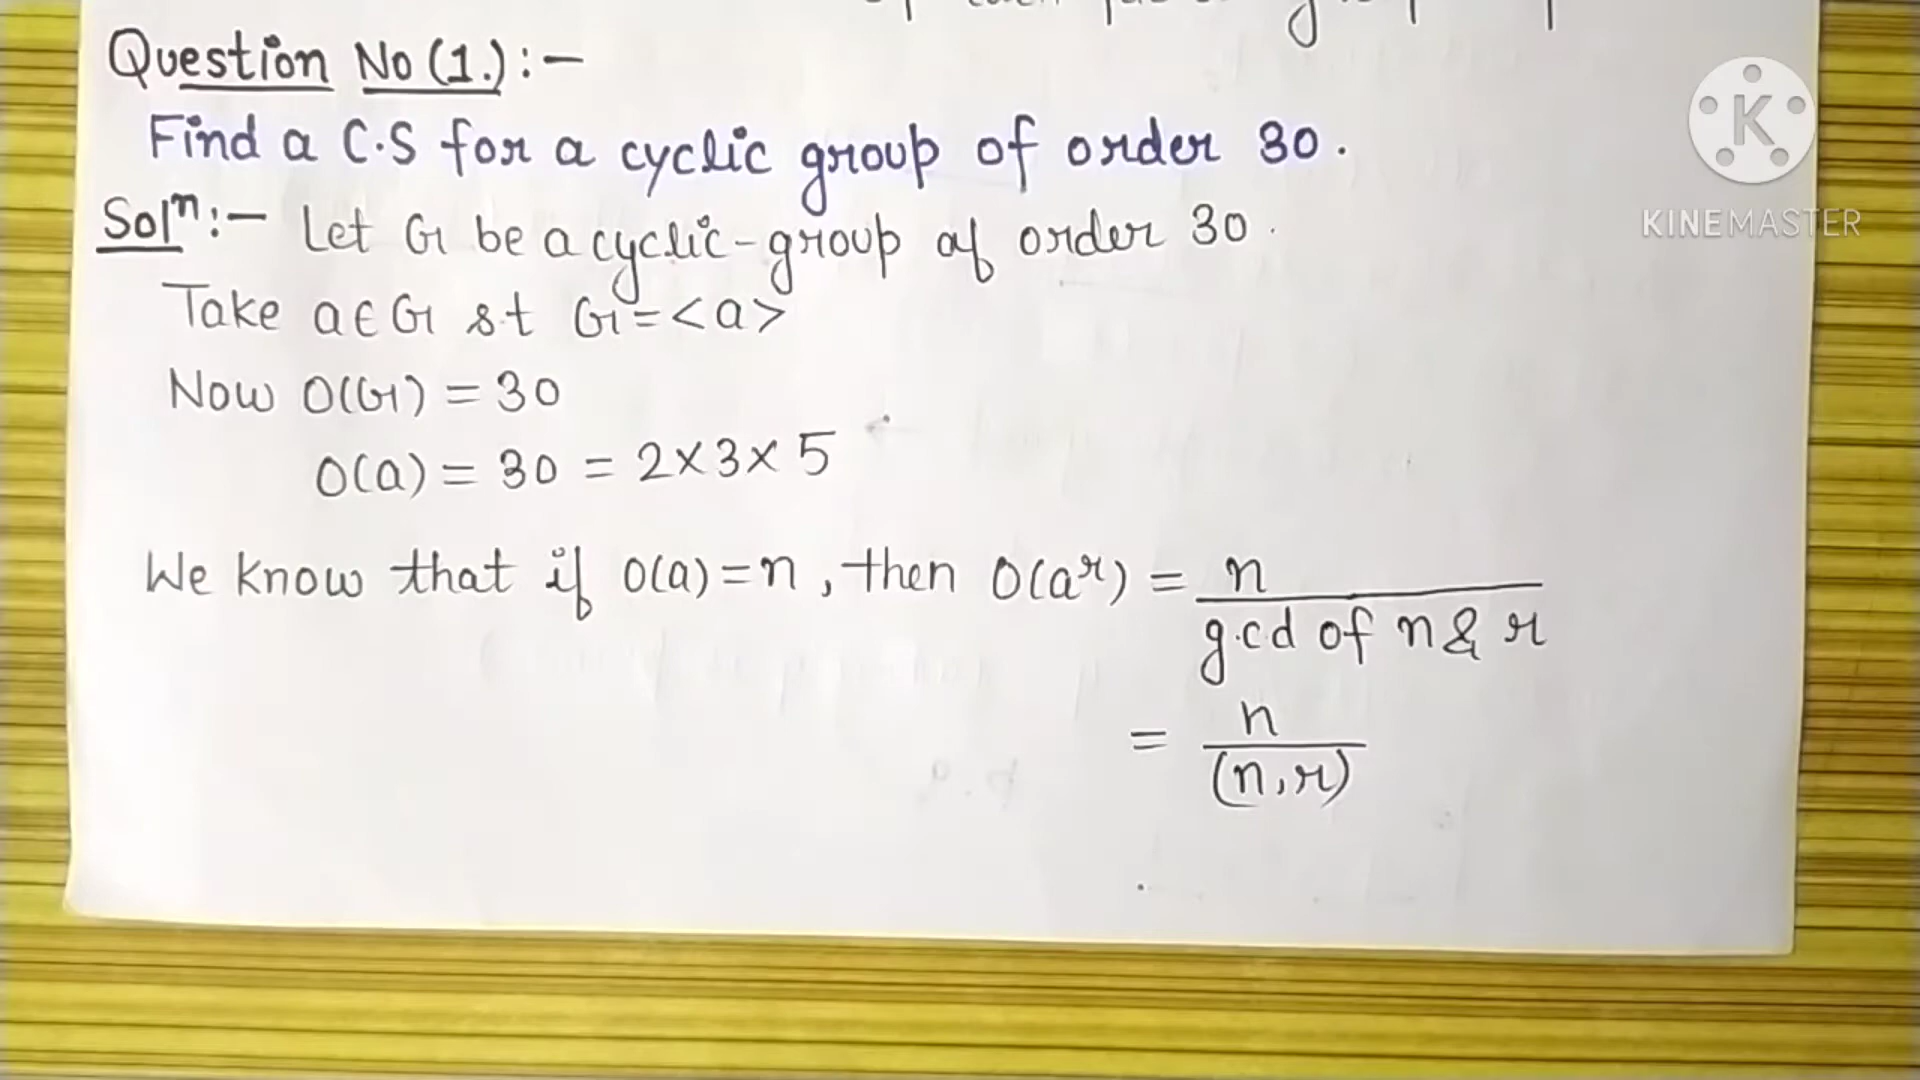 Question No (1.):-
Find a C.S for a cyclic group of order 30.
Solⁿ:- Let G be a cyclic-group of order 30.
Take a∈G s.t G=<a>
Now O(G) = 30
O(a) = 30 = 2×3×5
We know that if O(a)=n, then O(aʳ) = n
g.c.d of n & r
= n
(n,r)
KINEMASTER